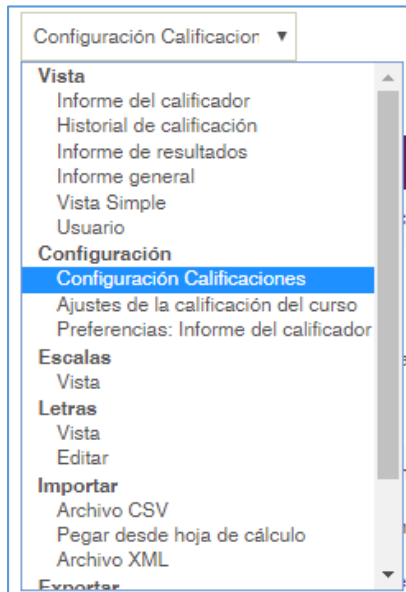 Configuración Calificacion
Vista
Informe del calificador
Historial de calificación
Informe de resultados
Informe general
Vista Simple
Usuario
Configuración
Configuración Calificaciones
Ajustes de la calificación del curso
Preferencias: Informe del calificador
Escalas
Vista
Letras
Vista
Editar
Importar
Archivo CSV
Pegar desde hoja de cálculo
Archivo XML
Exportar